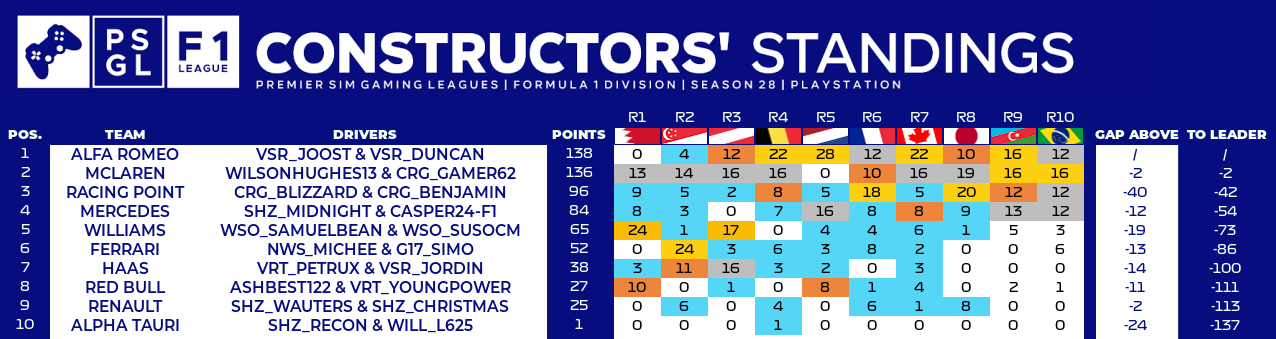 PS
GL
F1
LEAGUE
CONSTRUCTORS' STANDINGS
PREMIER SIM GAMING LEAGUES | FORMULA 1 DIVISION | SEASON 28 | PLAYSTATION
R1 R2 R3 R4 R5 R6 R7 R8 R9 R10
POS. TEAM DRIVERS POINTS GAP ABOVE TO LEADER
1 ALFA ROMEO VSR_JOOST & VSR_DUNCAN 138 0 4 12 22 28 12 22 10 16 12 / /
2 MCLAREN WILSONHUGHES13 & CRG_GAMER62 136 13 14 16 16 0 10 16 19 16 16 -2 -2
3 RACING POINT CRG_BLIZZARD & CRG_BENJAMIN 96 9 5 2 8 5 18 5 20 12 12 -40 -42
4 MERCEDES SHZ_MIDNIGHT & CASPER24-F1 84 8 3 0 7 16 8 8 9 13 12 -12 -54
5 WILLIAMS WSO_SAMUELBEAN & WSO_SUSOCM 65 24 1 17 0 4 4 6 1 5 3 -19 -73
6 FERRARI NWS_MICHEE & G17_SIMO 52 0 24 3 6 3 8 2 0 0 6 -13 -86
7 HAAS VRT_PETRUX & VSR_JORDIN 38 3 11 16 3 2 0 3 0 0 0 -14 -100
8 RED BULL ASHBEST122 & VRT_YOUNGPOWER 27 10 0 1 0 8 1 4 0 2 1 -11 -111
9 RENAULT SHZ_WAUTERS & SHZ_CHRISTMAS 25 0 6 0 4 0 6 1 8 0 0 -2 -113
10 ALPHA TAURI SHZ_RECON & WILL_L625 1 0 0 0 1 0 0 0 0 0 0 -24 -137